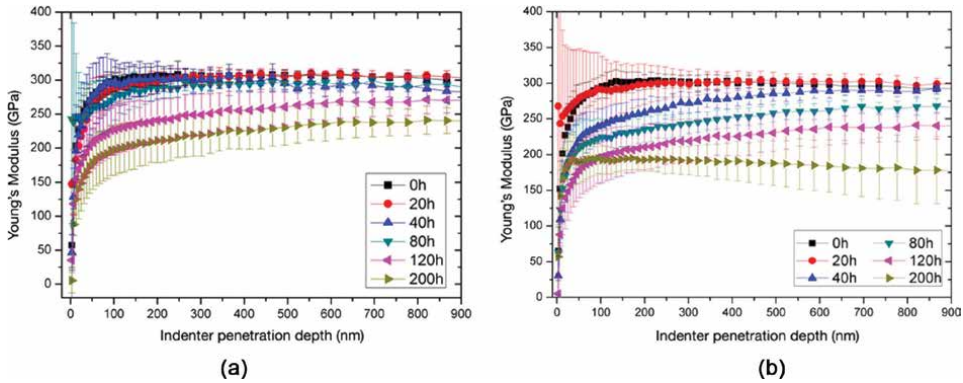 400
350
300
250
200
150
100
50
0
Young's Modulus (GPa)
0h
20h
40h
80h
120h
200h
0 100 200 300 400 500 600 700 800 900
Indenter penetration depth (nm)
(a)
400
350
300
250
200
150
100
50
0
Young's Modulus (GPa)
0h 80h
20h 120h
40h 200h
0 100 200 300 400 500 600 700 800 900
Indenter penetration depth (nm)
(b)